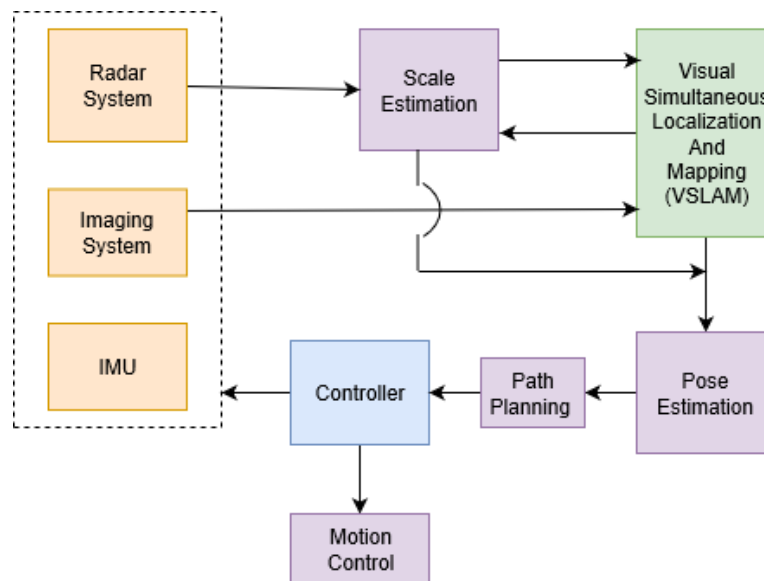 Radar
System
Scale
Estimation
Visual
Simultaneous
Localization
And
Mapping
(VSLAM)
Imaging
System
IMU
Controller
Path
Planning
Pose
Estimation
Motion
Control